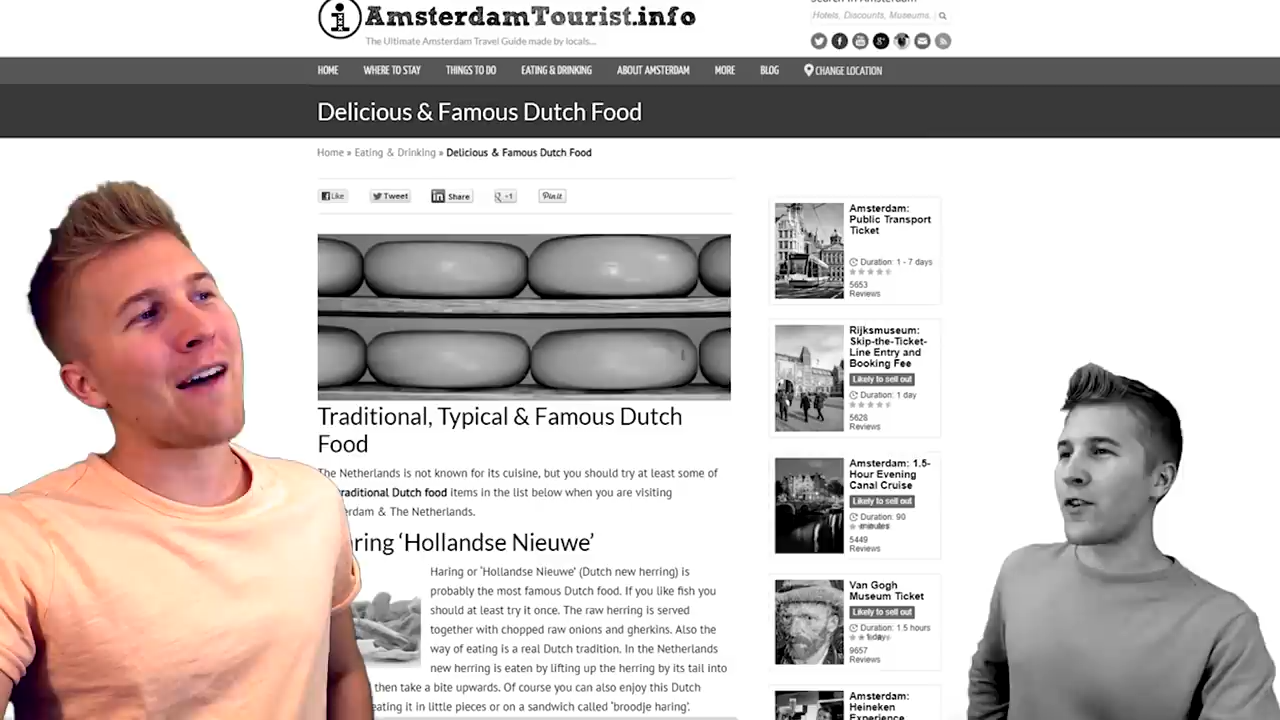 AmsterdamTourist.info
The Ultimate Amsterdam Travel Guide made by locals...
Search in Amsterdam
Hotels, Discounts, Museums.
HOME WHERE TO STAY THINGS TO DO EATING & DRINKING ABOUT AMSTERDAM MORE BLOG CHANGE LOCATION
Delicious & Famous Dutch Food
Home » Eating & Drinking » Delicious & Famous Dutch Food
Like Tweet Share +1 Pin it
Traditional, Typical & Famous Dutch
Food
The Netherlands is not known for its cuisine, but you should try at least some of
raditional Dutch food items in the list below when you are visiting
erdam & The Netherlands.
ring ‘Hollandse Nieuwe’
Haring or ‘Hollandse Nieuwe’ (Dutch new herring) is
probably the most famous Dutch food. If you like fish you
should at least try it once. The raw herring is served
together with chopped raw onions and gherkins. Also the
way of eating is a real Dutch tradition. In the Netherlands
new herring is eaten by lifting up the herring by its tail into
then take a bite upwards. Of course you can also enjoy this Dutch
eating it in little pieces or on a sandwich called ‘broodje haring’.
Amsterdam:
Public Transport
Ticket
Duration: 1 - 7 days
5653
Reviews
Rijksmuseum:
Skip-the-Ticket-
Line Entry and
Booking Fee
Likely to sell out
Duration: 1 day
5628
Reviews
Amsterdam: 1.5-
Hour Evening
Canal Cruise
Likely to sell out
Duration: 90
minutes
5449
Reviews
Van Gogh
Museum Ticket
Likely to sell out
Duration: 1.5 hours
1 day
9657
Reviews
Amsterdam:
Heineken
Experience